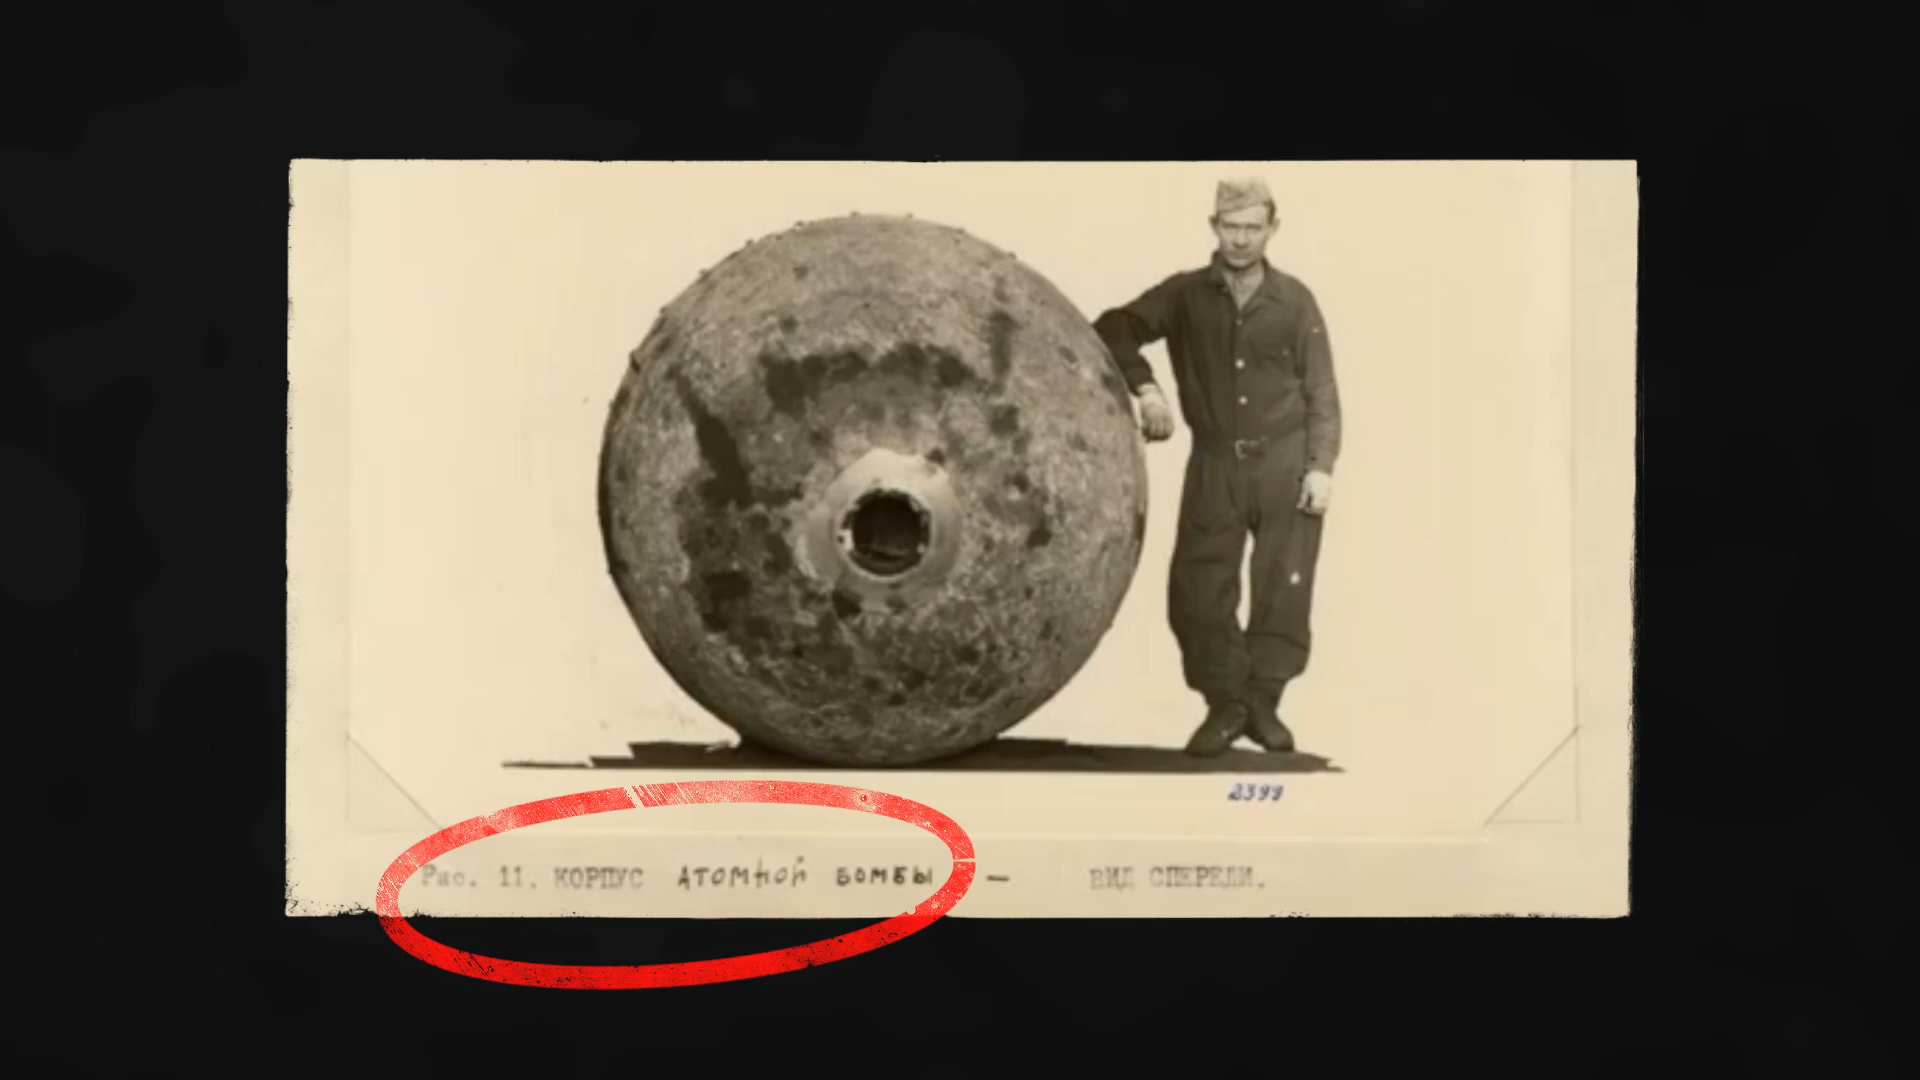 2399
Рис. 11. КОРПУС АТОМНОЙ БОМБЫ — ВИД СПЕРЕДИ.